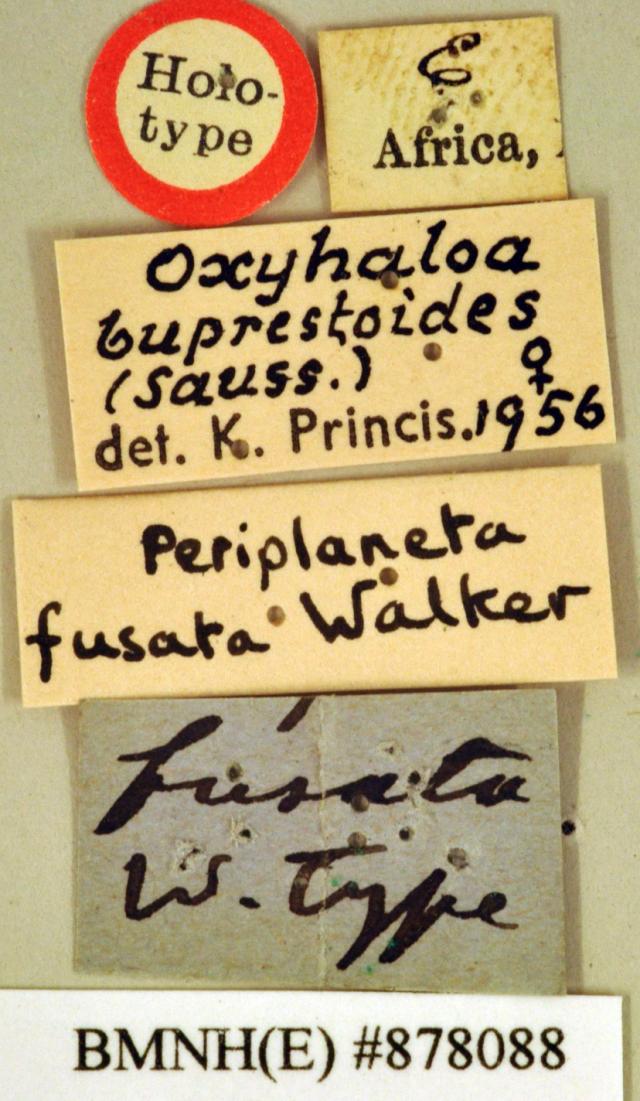 Holo-
type
E
Africa,
Oxyhaloa
buprestoides
(Sauss.) ♀
det. K. Princis. 1956
Periplaneta
fusata Walker
fusata
W. type
BMNH(E) #878088